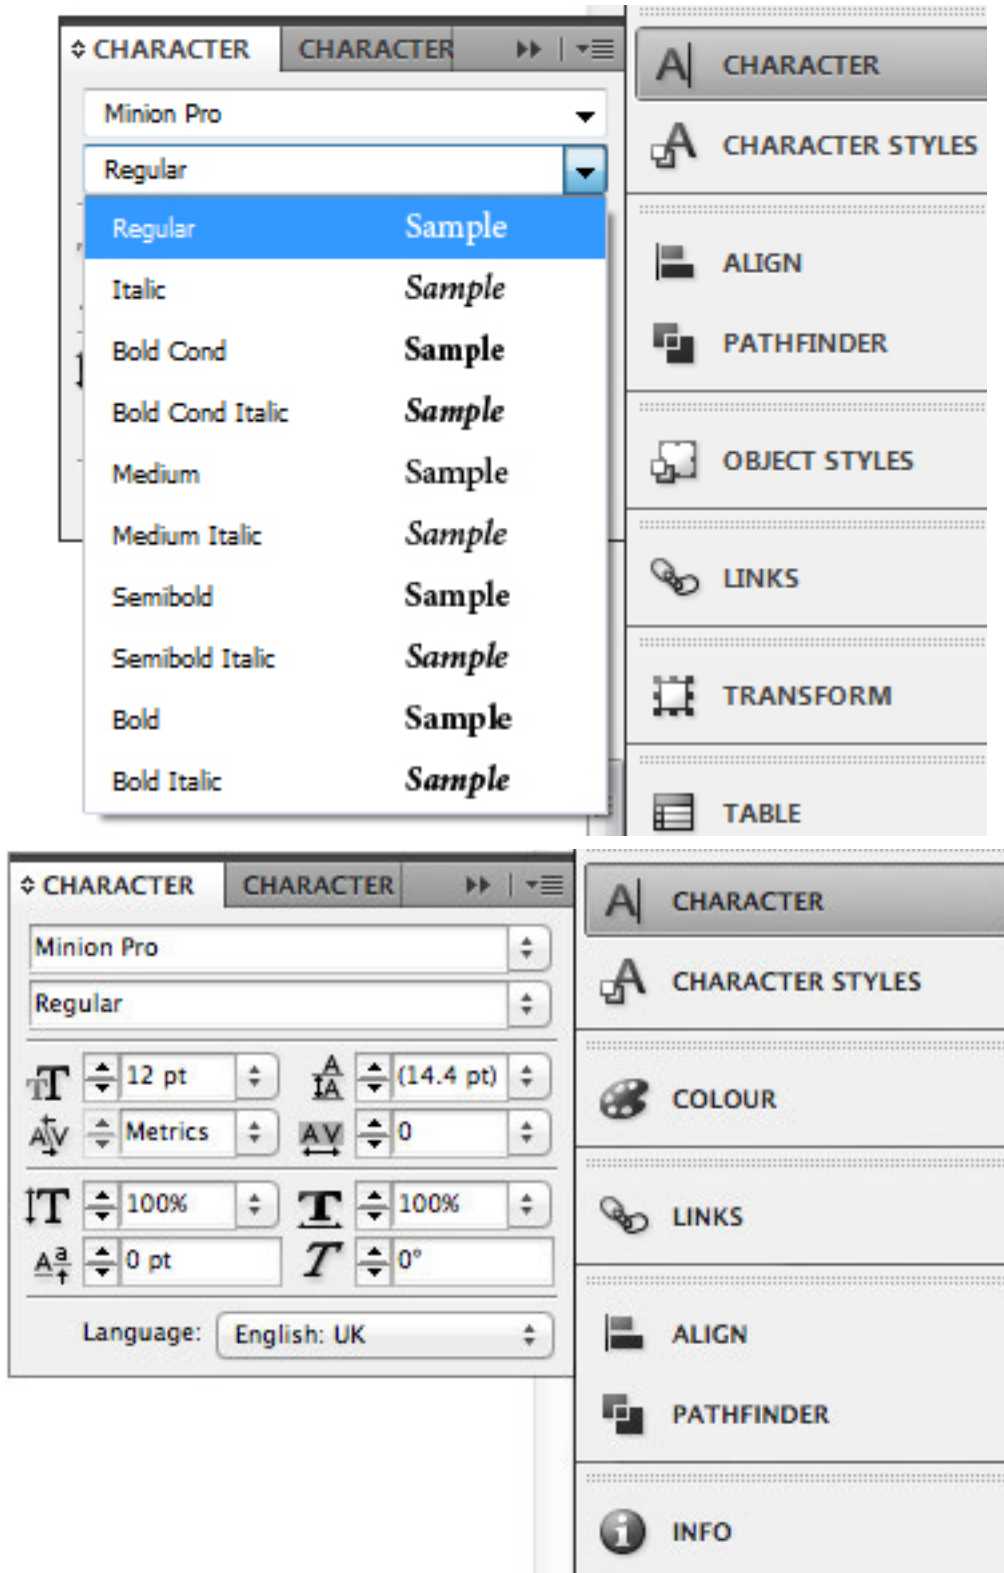 CHARACTER CHARACTER
Minion Pro
Regular
Regular Sample
Italic Sample
Bold Cond Sample
Bold Cond Italic Sample
Medium Sample
Medium Italic Sample
Semibold Sample
Semibold Italic Sample
Bold Sample
Bold Italic Sample
CHARACTER
CHARACTER STYLES
ALIGN
PATHFINDER
OBJECT STYLES
LINKS
TRANSFORM
TABLE
CHARACTER CHARACTER
Minion Pro
Regular
12 pt (14.4 pt)
Metrics 0
100% 100%
0 pt 0°
Language: English: UK
CHARACTER
CHARACTER STYLES
COLOUR
LINKS
ALIGN
PATHFINDER
INFO